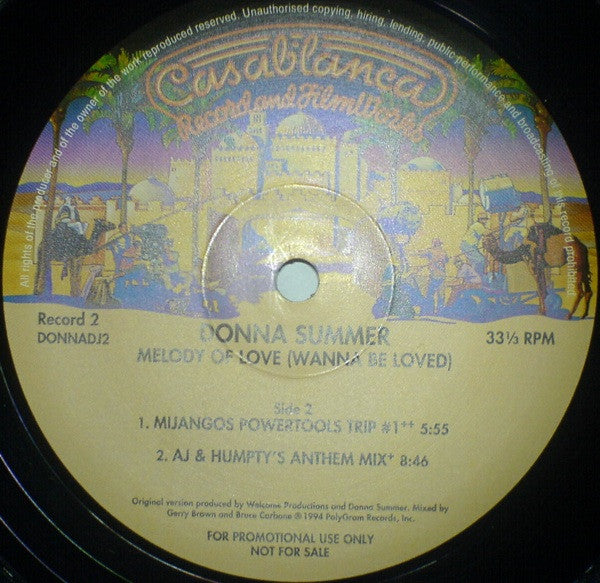 All rights of the producer and of the owner of the work reproduced reserved. Unauthorised copying, hiring, lending, public performance and broadcasting of this record prohibited.
Casablanca
Record and FilmWorks
Record 2
DONNADJ2
33⅓ RPM
DONNA SUMMER
MELODY OF LOVE (WANNA BE LOVED)
Side 2
1. MIJANGOS POWERTOOLS TRIP #1⁺⁺ 5:55
2. AJ & HUMPTY'S ANTHEM MIX⁺ 8:46
Original version produced by Welcome Productions and Donna Summer. Mixed by
Gerry Brown and Bruce Carbone ℗ 1994 PolyGram Records, Inc.
FOR PROMOTIONAL USE ONLY
NOT FOR SALE